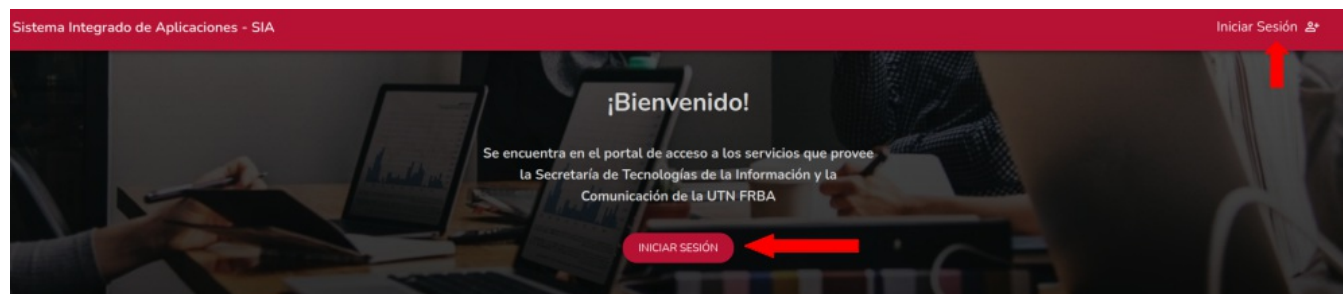 Sistema Integrado de Aplicaciones - SIA
Iniciar Sesión
¡Bienvenido!
Se encuentra en el portal de acceso a los servicios que provee
la Secretaría de Tecnologías de la Información y la
Comunicación de la UTN FRBA
INICIAR SESIÓN